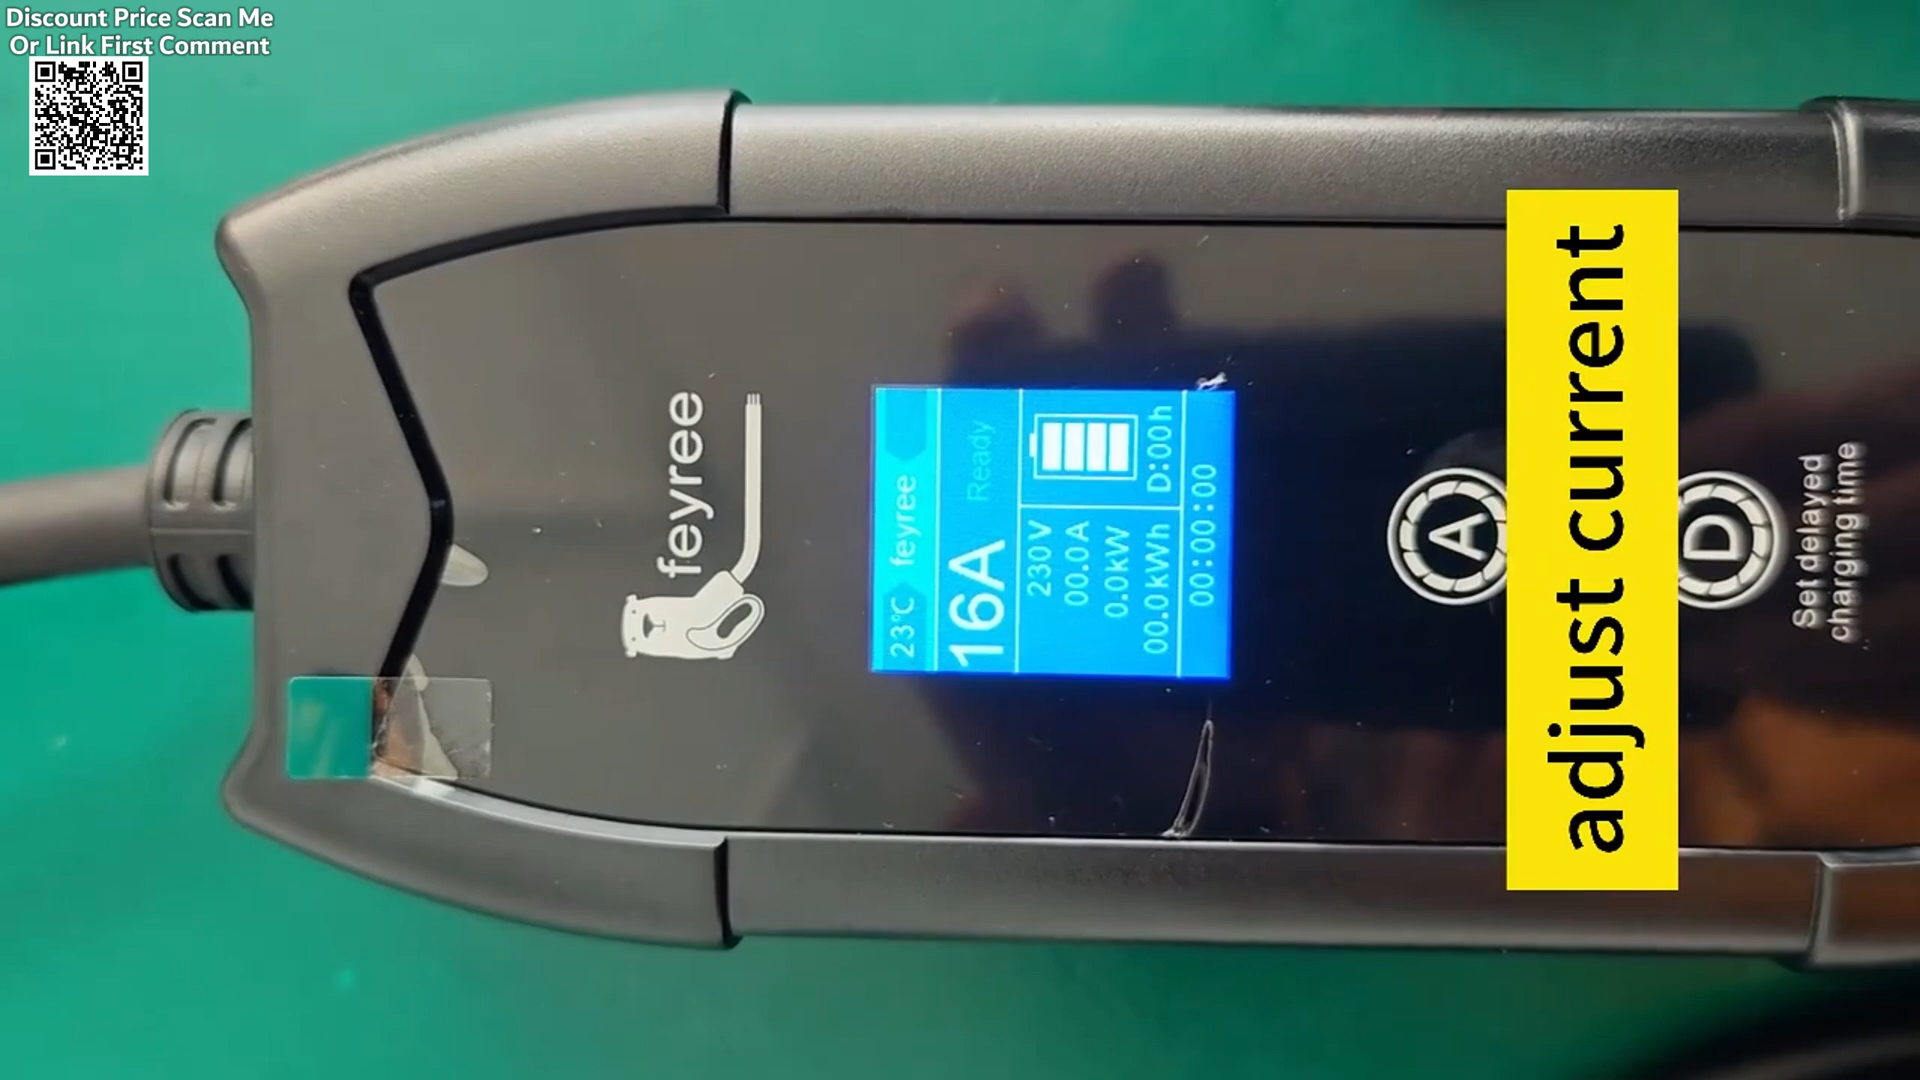 Discount Price Scan Me
Or Link First Comment
feyree
23℃ feyree
16A Ready
230V
00.0A
0.0kW
00.0kWh D:00h
00:00:00
A
adjust current
D
Set delayed
charging time